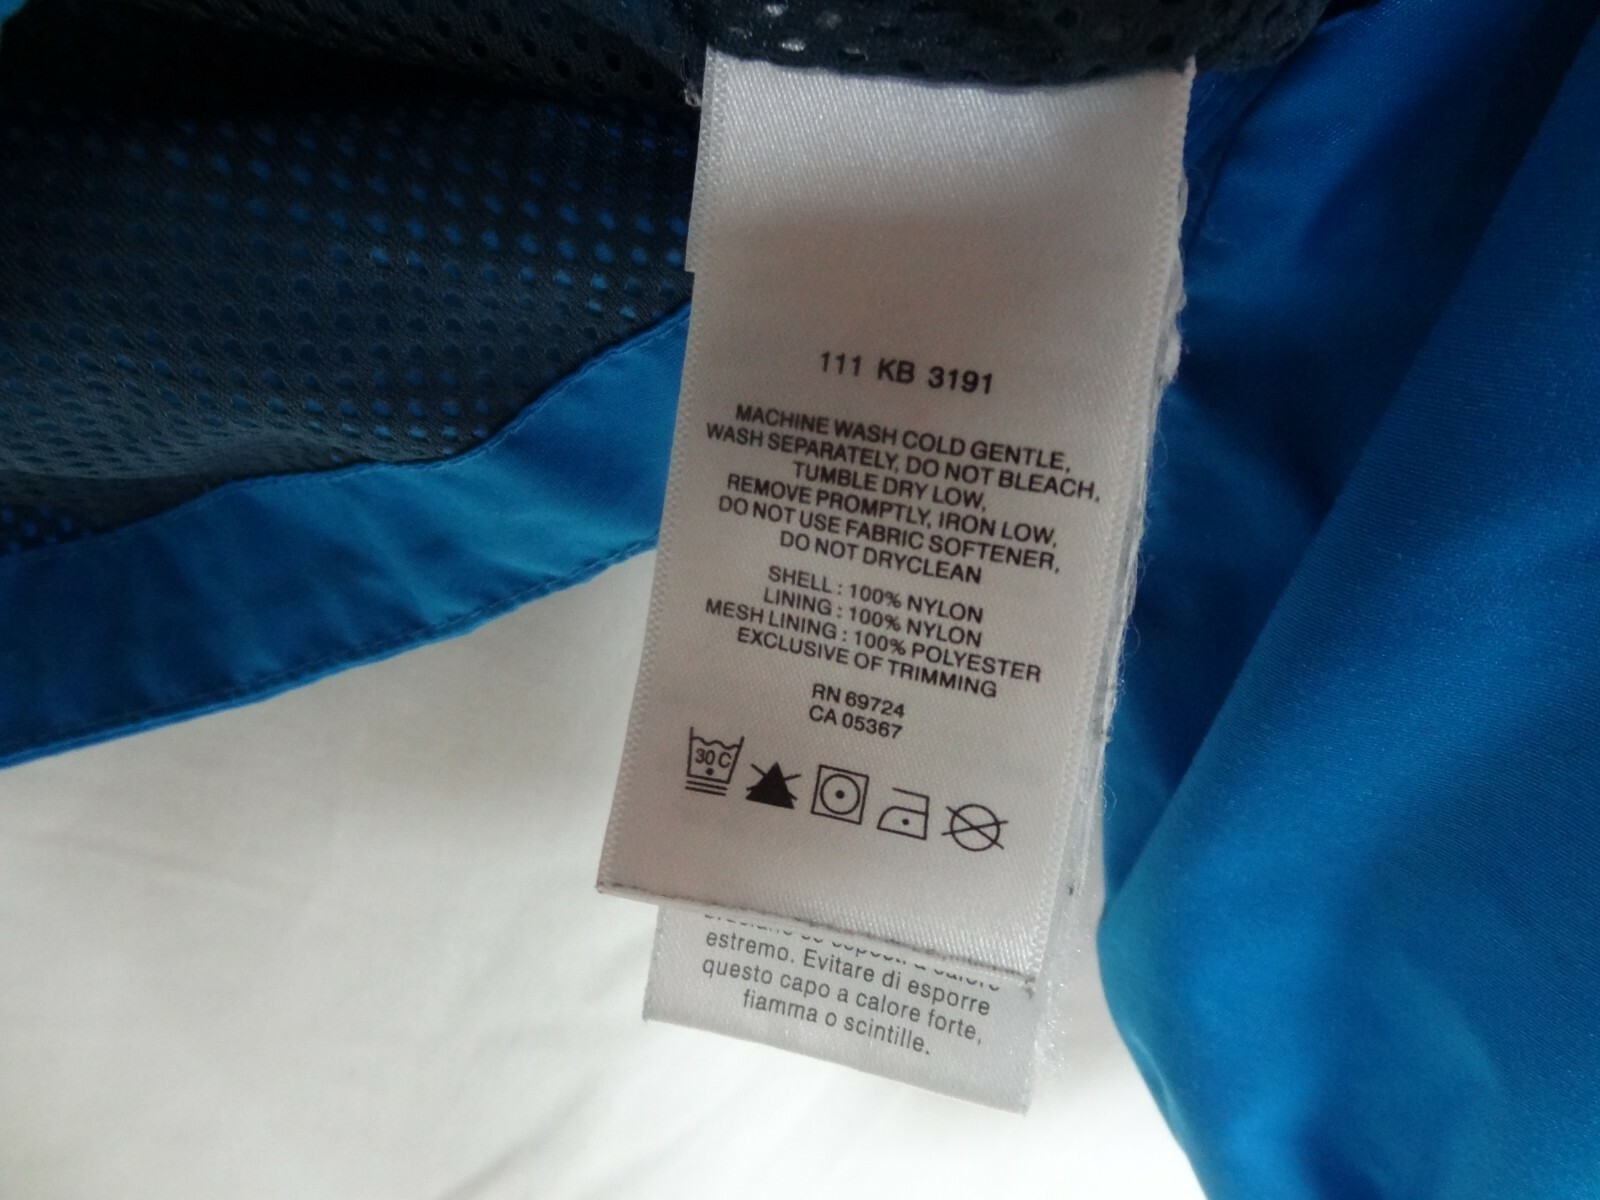 111 KB 3191
MACHINE WASH COLD GENTLE,
WASH SEPARATELY, DO NOT BLEACH,
TUMBLE DRY LOW,
REMOVE PROMPTLY, IRON LOW,
DO NOT USE FABRIC SOFTENER,
DO NOT DRYCLEAN
SHELL : 100% NYLON
LINING : 100% NYLON
MESH LINING : 100% POLYESTER
EXCLUSIVE OF TRIMMING
RN 69724
CA 05367
30 C
estremo. Evitare di esporre
questo capo a calore forte,
fiamma o scintille.